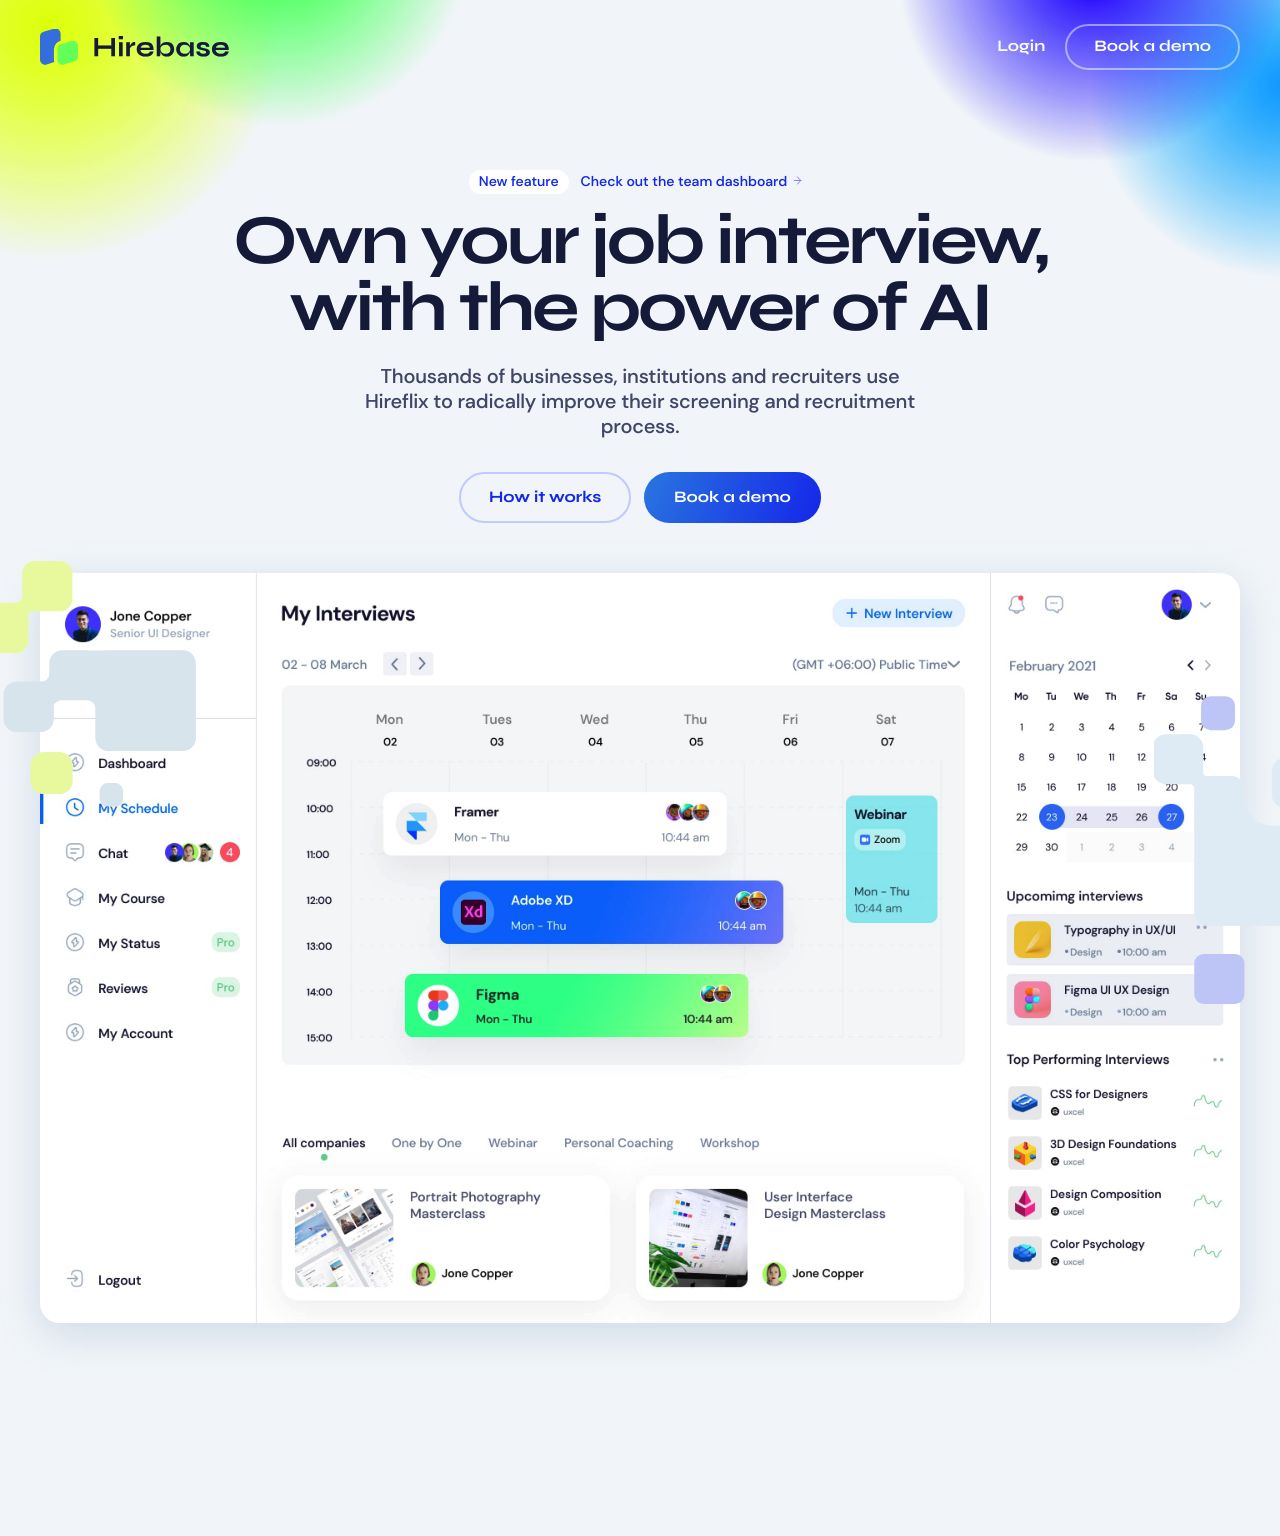 Hirebase
Login
Book a demo
New feature
Check out the team dashboard →
Own your job interview,
with the power of AI
Thousands of businesses, institutions and recruiters use
Hireflix to radically improve their screening and recruitment
process.
How it works
Book a demo
Jone Copper
Senior UI Designer
Dashboard
My Schedule
Chat
4
My Course
My Status
Pro
Reviews
Pro
My Account
Logout
My Interviews
+ New Interview
02 - 08 March
(GMT +06:00) Public Time
Mon Tues Wed Thu Fri Sat
02 03 04 05 06 07
09:00
10:00
11:00
12:00
13:00
14:00
15:00
Framer
Mon - Thu
10:44 am
Xd
Adobe XD
Mon - Thu
10:44 am
Figma
Mon - Thu
10:44 am
Webinar
Zoom
Mon - Thu
10:44 am
All companies
One by One
Webinar
Personal Coaching
Workshop
Portrait Photography
Masterclass
Jone Copper
User Interface
Design Masterclass
Jone Copper
February 2021
Mo Tu We Th Fr Sa Su
1 2 3 4 5 6 7
8 9 10 11 12 4
15 16 17 18 19 20
22 23 24 25 26 27
29 30 1 2 3 4
Upcomimg interviews
Typography in UX/UI
•Design •10:00 am
Figma UI UX Design
•Design •10:00 am
Top Performing Interviews
CSS for Designers
uxcel
3D Design Foundations
uxcel
Design Composition
uxcel
Color Psychology
uxcel